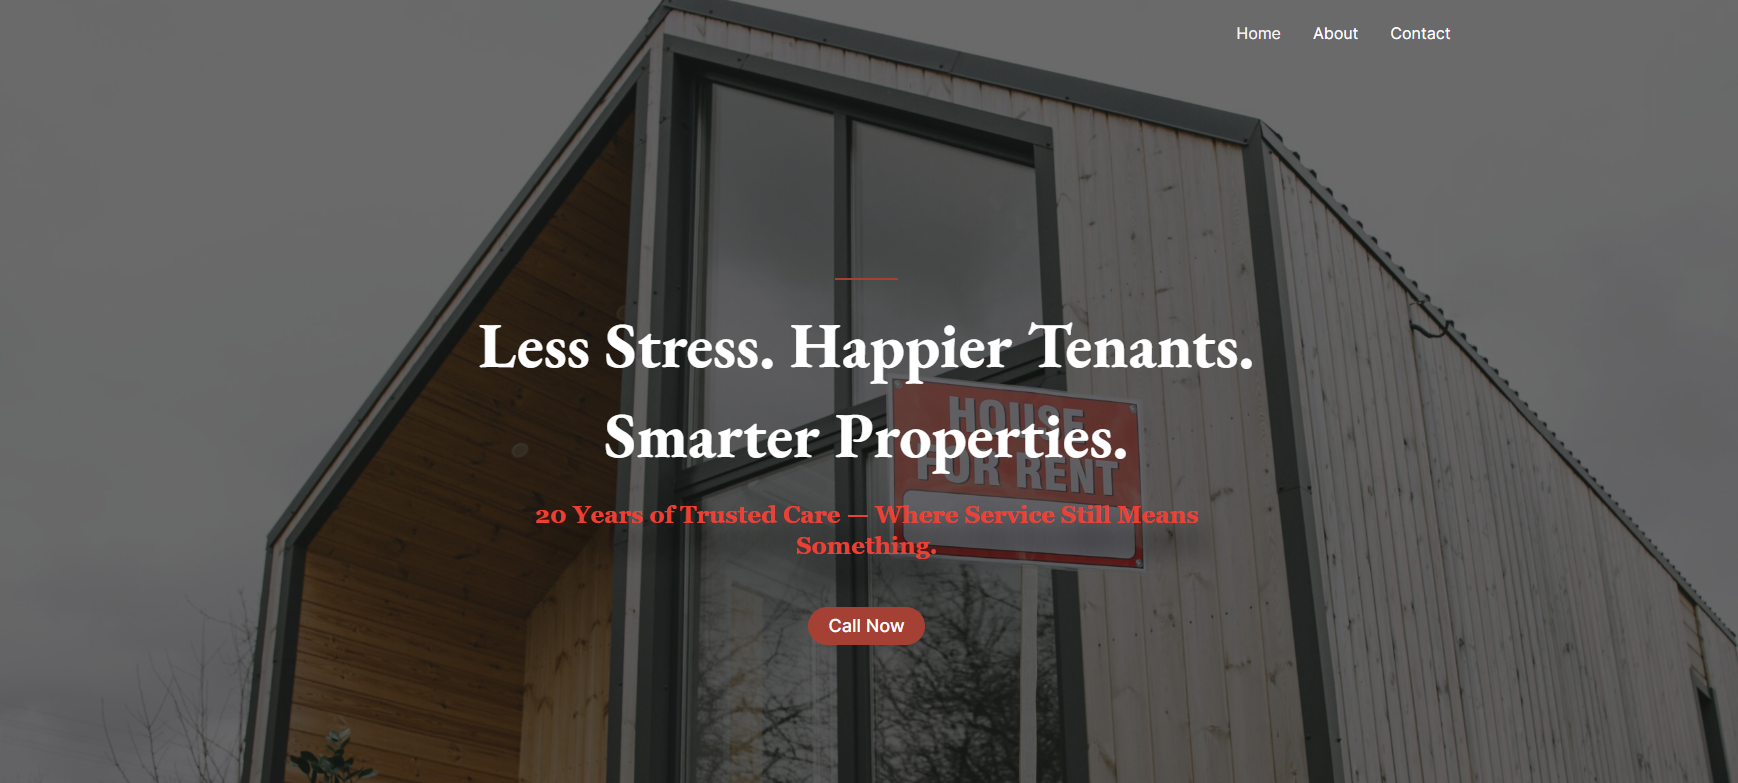 Home About Contact
Less Stress. Happier Tenants.
Smarter Properties.
HOUSE
FOR RENT
20 Years of Trusted Care — Where Service Still Means
Something.
Call Now